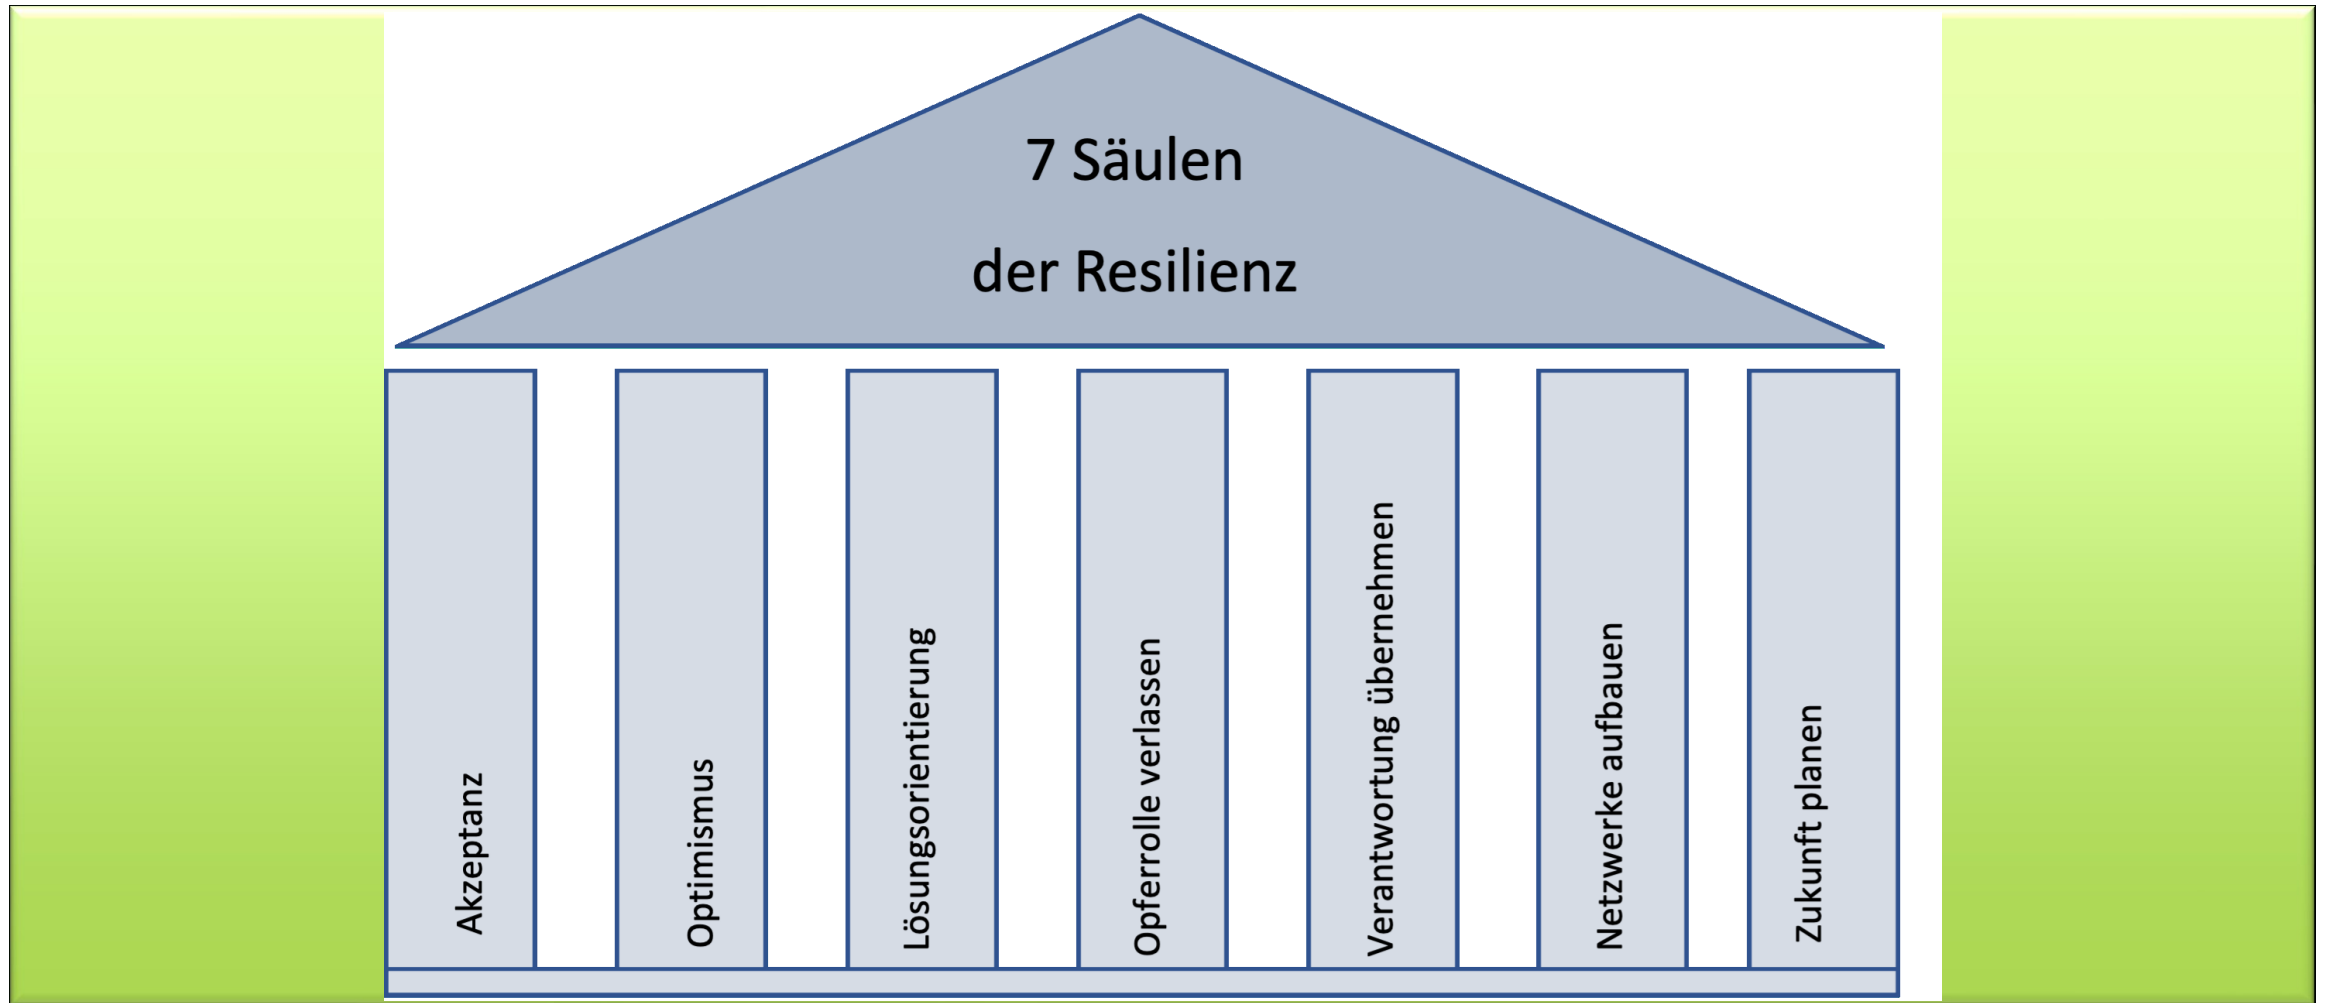 7 Säulen
der Resilienz
Akzeptanz
Optimismus
Lösungsorientierung
Opferrolle verlassen
Verantwortung übernehmen
Netzwerke aufbauen
Zukunft planen